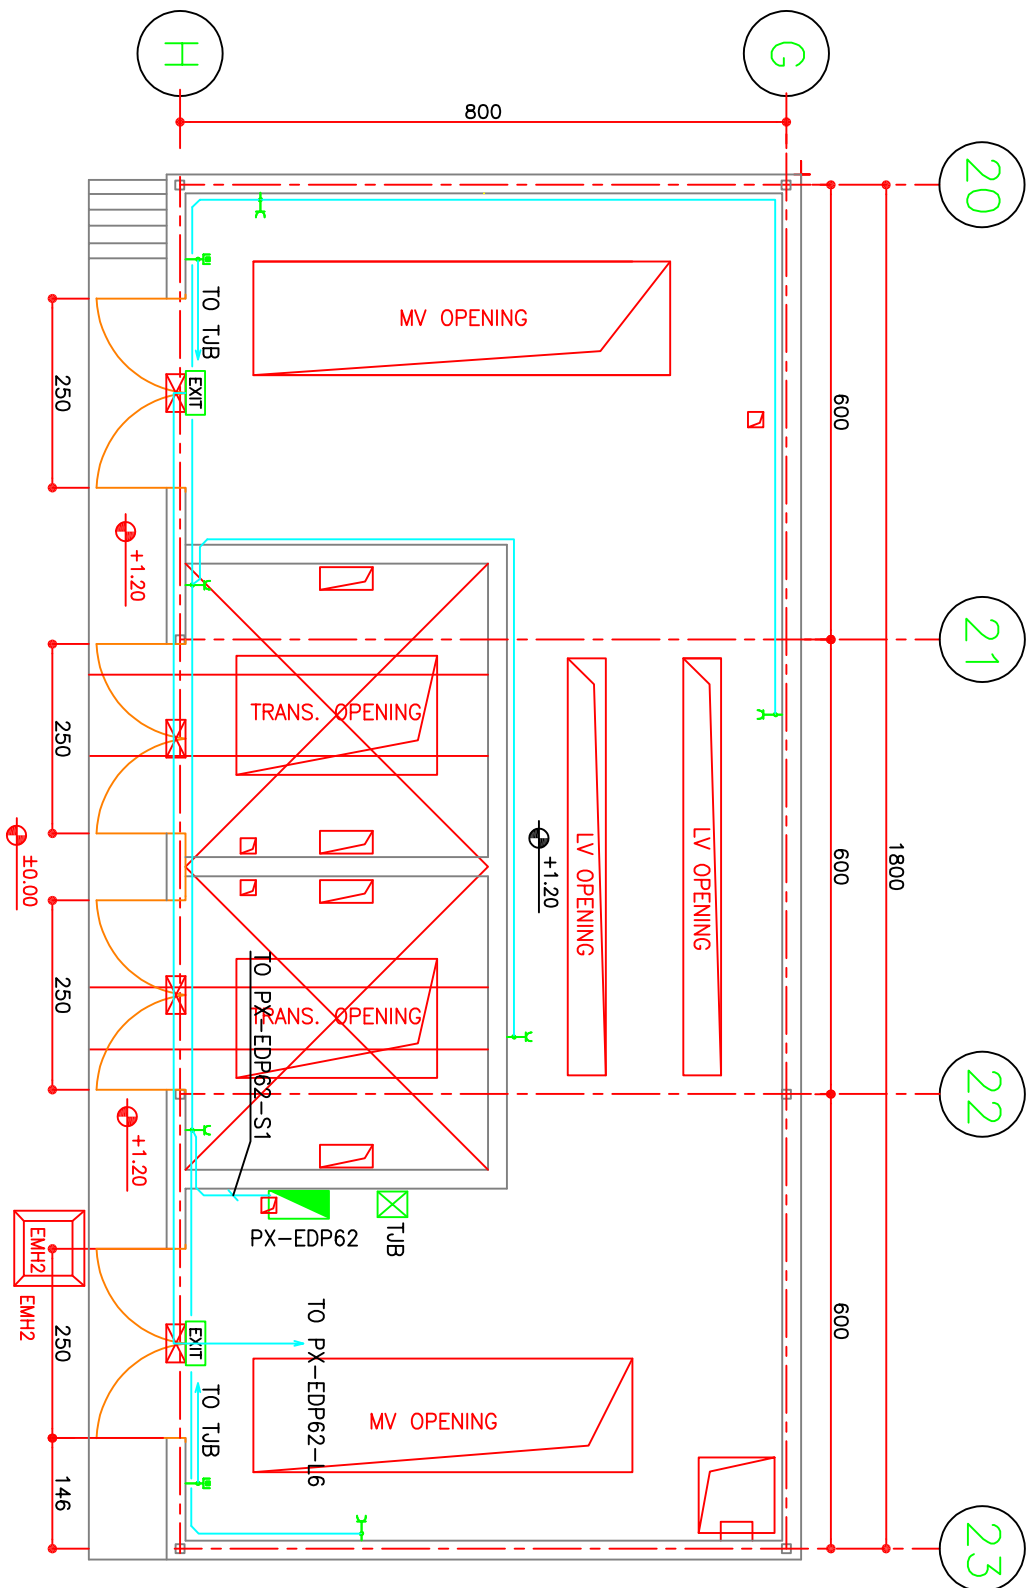 H
G
800
20
TO TJB
MV OPENING
EXIT
250
600
+1.20
21
TRANS. OPENING
250
LV OPENING
LV OPENING
600
1800
±0.00
+1.20
TO PX-EDP62-S1
TRANS. OPENING
250
22
+1.20
PX-EDP62
TJB
EMH2
EMH2
EXIT
250
TO PX-EDP62-L6
600
TO TJB
MV OPENING
146
23